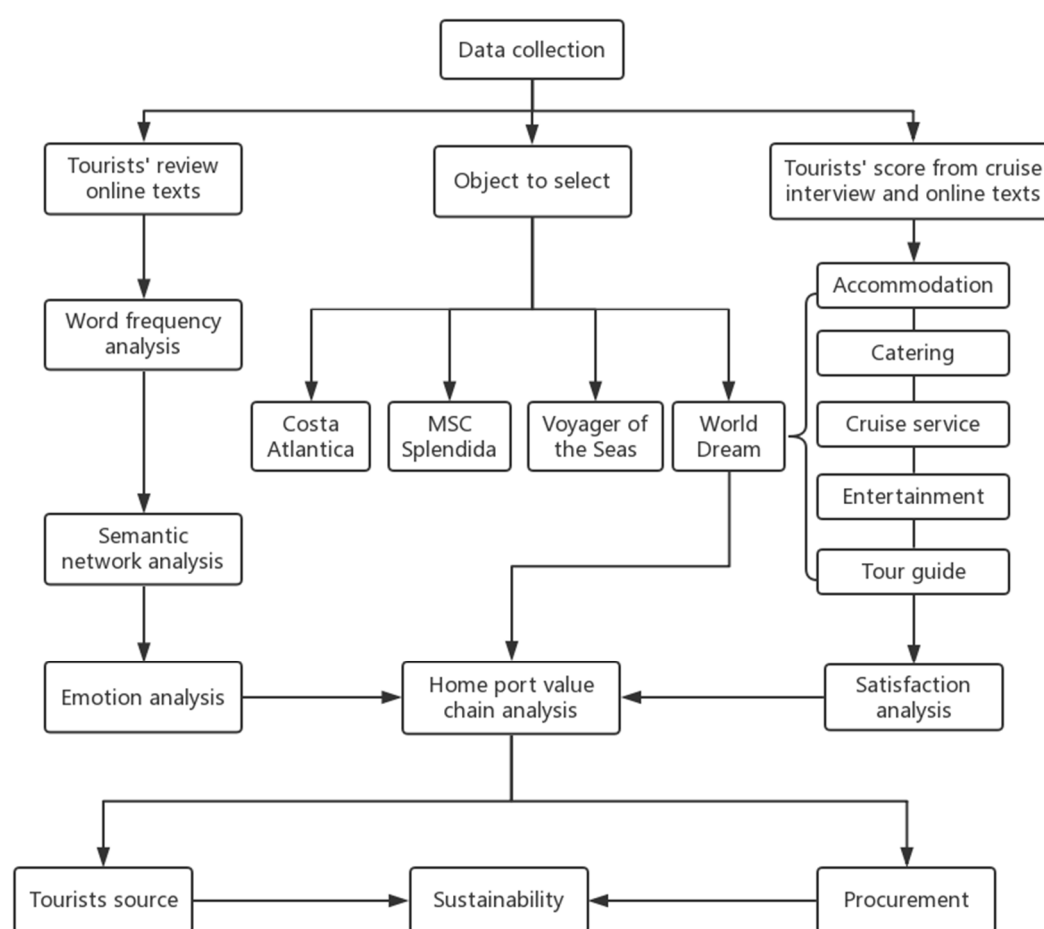 Data collection
Tourists' review
online texts
Object to select
Tourists' score from cruise
interview and online texts
Word frequency
analysis
Accommodation
Catering
Cruise service
Entertainment
Tour guide
Costa
Atlantica
MSC
Splendida
Voyager of
the Seas
World
Dream
Semantic
network analysis
Emotion analysis
Home port value
chain analysis
Satisfaction
analysis
Tourists source
Sustainability
Procurement